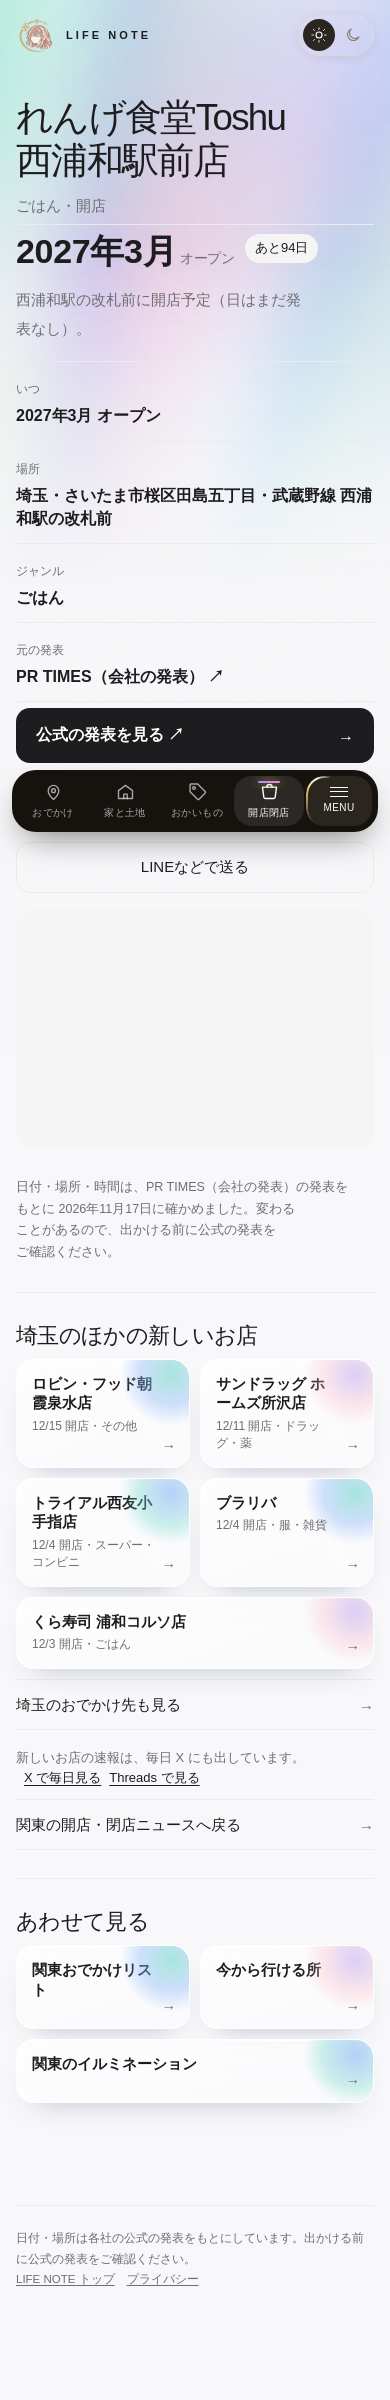 LIFE NOTE
れんげ食堂Toshu
西浦和駅前店
ごはん・開店
2027年3月 オープン あと94日
西浦和駅の改札前に開店予定（日はまだ発
表なし）。
いつ
2027年3月 オープン
場所
埼玉・さいたま市桜区田島五丁目・武蔵野線 西浦
和駅の改札前
ジャンル
ごはん
元の発表
PR TIMES（会社の発表） ↗
公式の発表を見る ↗ →
おでかけ 家と土地 おかいもの 開店閉店 MENU
LINEなどで送る
日付・場所・時間は、PR TIMES（会社の発表）の発表を
もとに 2026年11月17日に確かめました。変わる
ことがあるので、出かける前に公式の発表を
ご確認ください。
埼玉のほかの新しいお店
ロビン・フッド朝
霞泉水店
12/15 開店・その他
→
サンドラッグ ホ
ームズ所沢店
12/11 開店・ドラッ
グ・薬
→
トライアル西友小
手指店
12/4 開店・スーパー・
コンビニ
→
ブラリバ
12/4 開店・服・雑貨
→
くら寿司 浦和コルソ店
12/3 開店・ごはん
→
埼玉のおでかけ先も見る →
新しいお店の速報は、毎日 X にも出しています。
X で毎日見る Threads で見る
関東の開店・閉店ニュースへ戻る →
あわせて見る
関東おでかけリス
ト
→
今から行ける所
→
関東のイルミネーション
→
日付・場所は各社の公式の発表をもとにしています。出かける前
に公式の発表をご確認ください。
LIFE NOTE トップ プライバシー